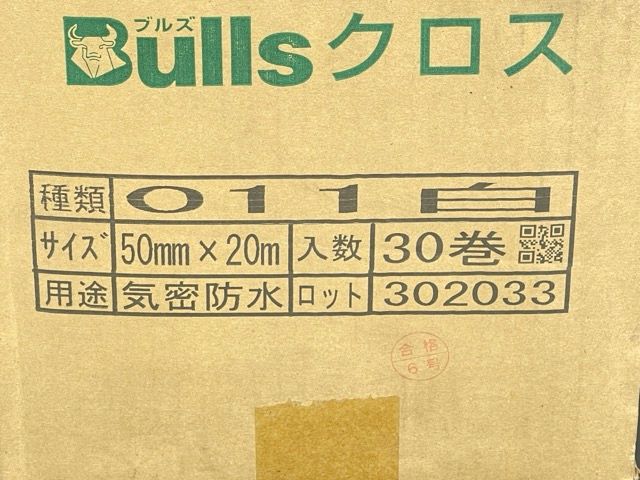 ブルズ
Bullsクロス
種類 011白
サイズ 50mm×20m 入数 30巻
用途 気密防水 ロット 302033
合格
6号